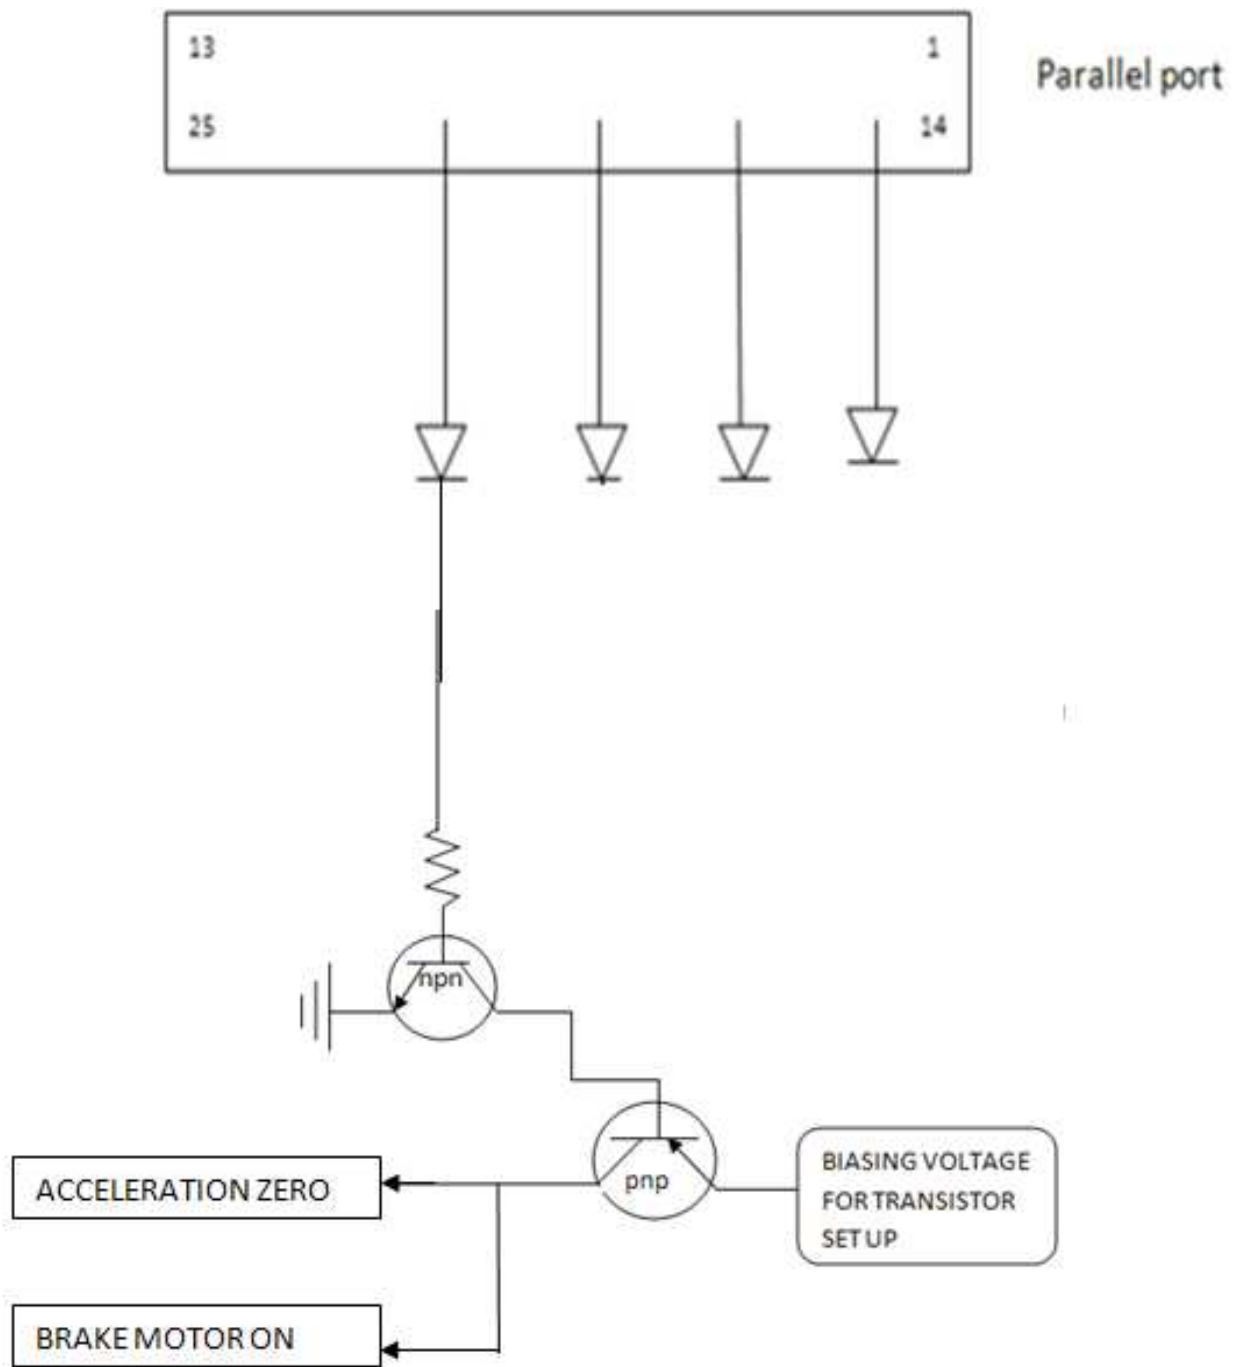 13
1
Parallel port
25
14
npn
pnp
BIASING VOLTAGE
FOR TRANSISTOR
SET UP
ACCELERATION ZERO
BRAKE MOTOR ON